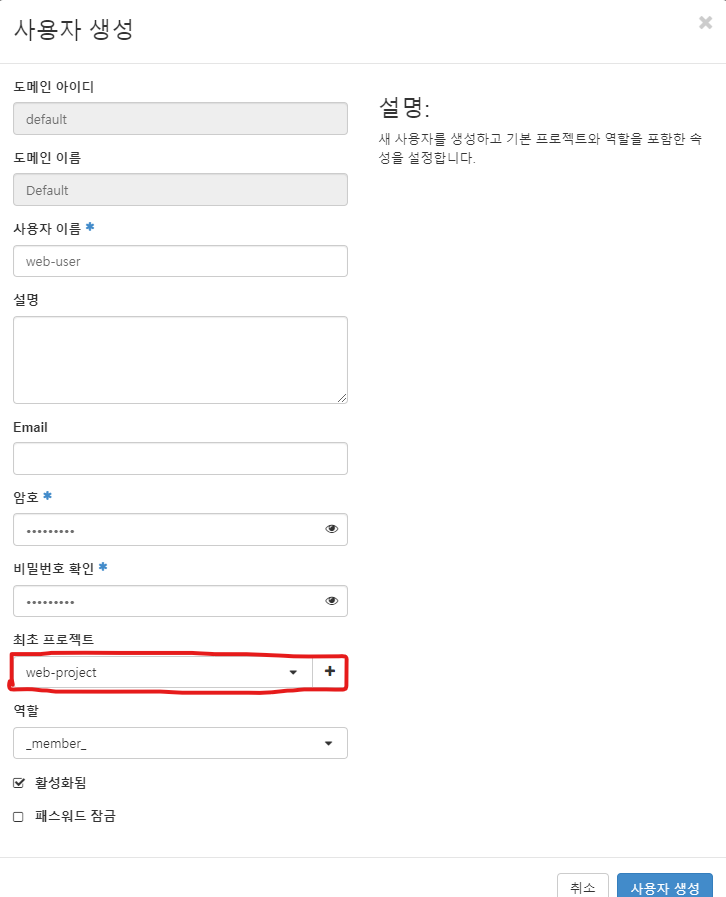 사용자 생성
도메인 아이디
default
도메인 이름
Default
사용자 이름 *
web-user
설명
Email
암호 *
•••••••••
비밀번호 확인 *
•••••••••
최초 프로젝트
web-project
역할
_member_
활성화됨
패스워드 잠금
설명:
새 사용자를 생성하고 기본 프로젝트와 역할을 포함한 속
성을 설정합니다.
취소
사용자 생성